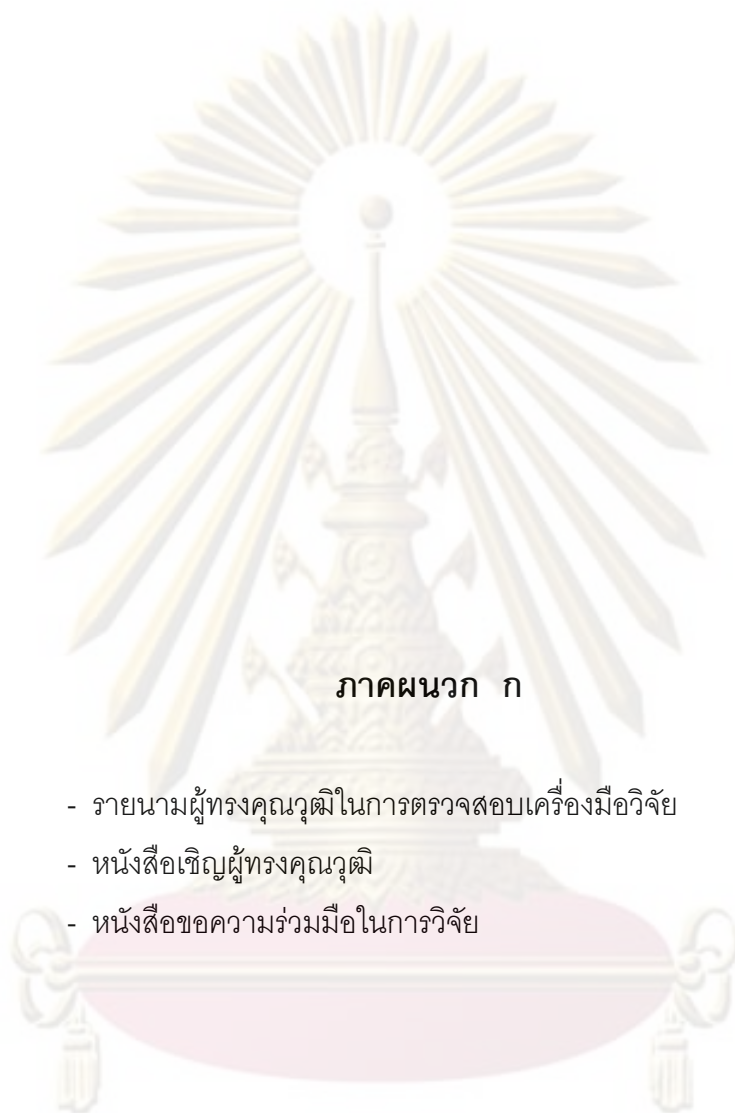 ภาคผนวก ก
- รายนามผู้ทรงคุณวุฒิในการตรวจสอบเครื่องมือวิจัย
- หนังสือเชิญผู้ทรงคุณวุฒิ
- หนังสือขอความร่วมมือในการวิจัย